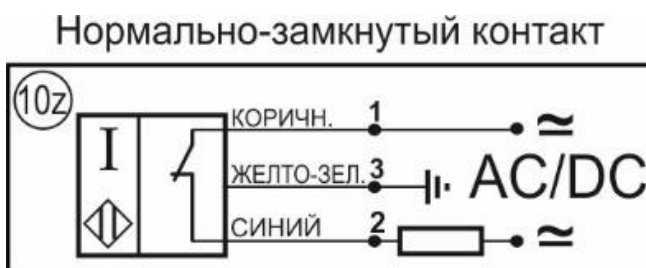 Нормально-замкнутый контакт
10z
I
КОРИЧН. 1 ≃
ЖЕЛТО-ЗЕЛ. 3 AC/DC
СИНИЙ 2 ≃